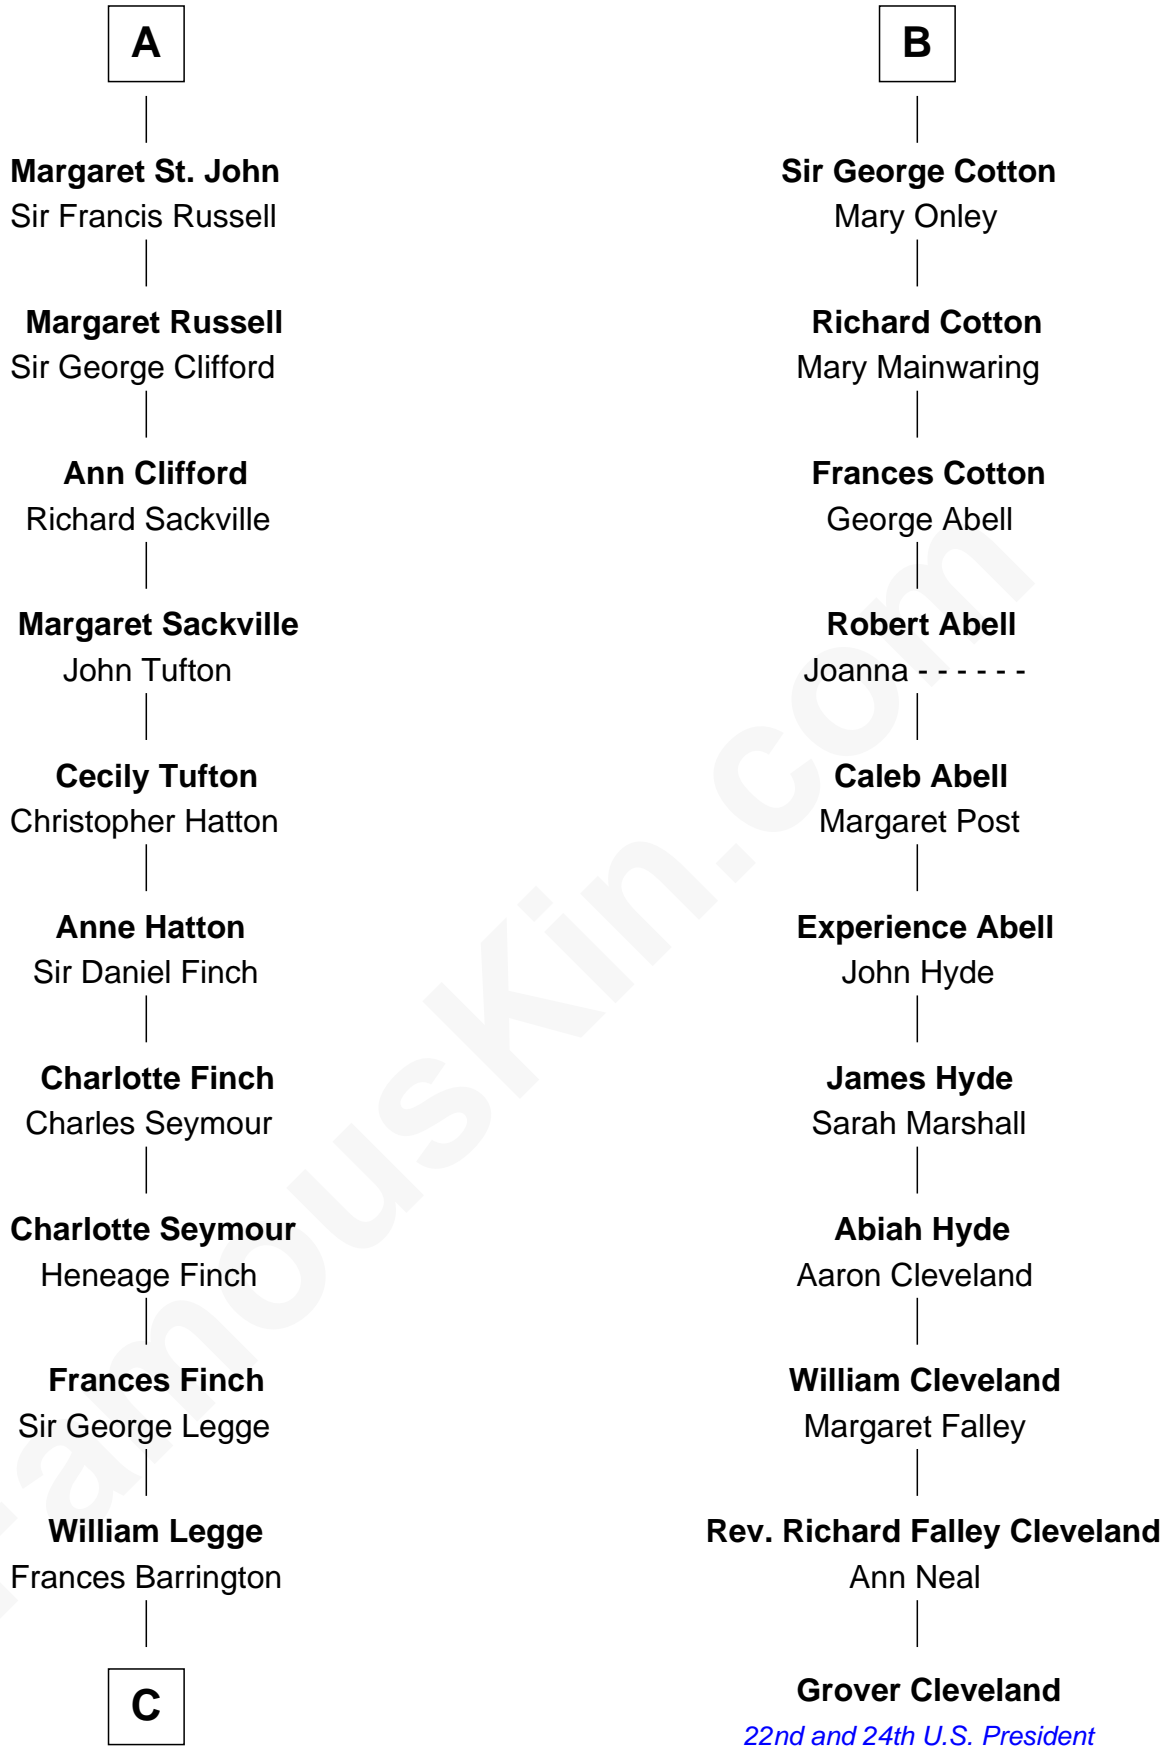 A
Margaret St. John
Sir Francis Russell
Margaret Russell
Sir George Clifford
Ann Clifford
Richard Sackville
Margaret Sackville
John Tufton
Cecily Tufton
Christopher Hatton
Anne Hatton
Sir Daniel Finch
Charlotte Finch
Charles Seymour
Charlotte Seymour
Heneage Finch
Frances Finch
Sir George Legge
William Legge
Frances Barrington
C
B
Sir George Cotton
Mary Onley
Richard Cotton
Mary Mainwaring
Frances Cotton
George Abell
Robert Abell
Joanna - - - - - -
Caleb Abell
Margaret Post
Experience Abell
John Hyde
James Hyde
Sarah Marshall
Abiah Hyde
Aaron Cleveland
William Cleveland
Margaret Falley
Rev. Richard Falley Cleveland
Ann Neal
Grover Cleveland
22nd and 24th U.S. President
FamousKin.com